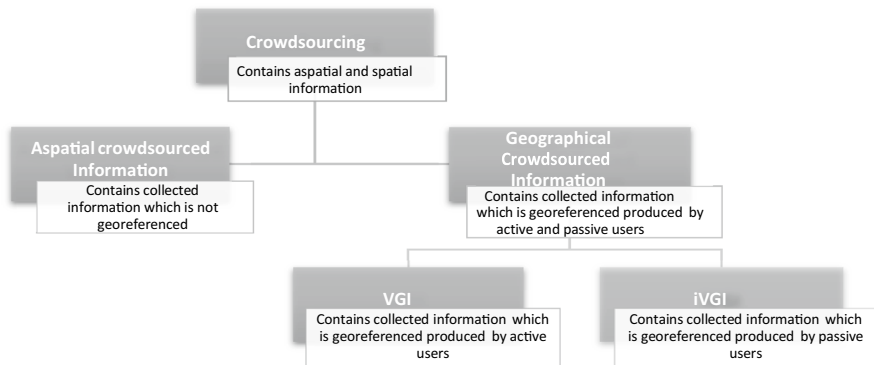 Crowdsourcing
Contains aspatial and spatial
information
Aspatial crowdsourced
Information
Contains collected
information which is not
georeferenced
Geographical
Crowdsourced
Information
Contains collected information
which is georeferenced produced by
active and passive users
VGI
Contains collected information which
is georeferenced produced by active
users
iVGI
Contains collected information which
is georeferenced produced by passive
users